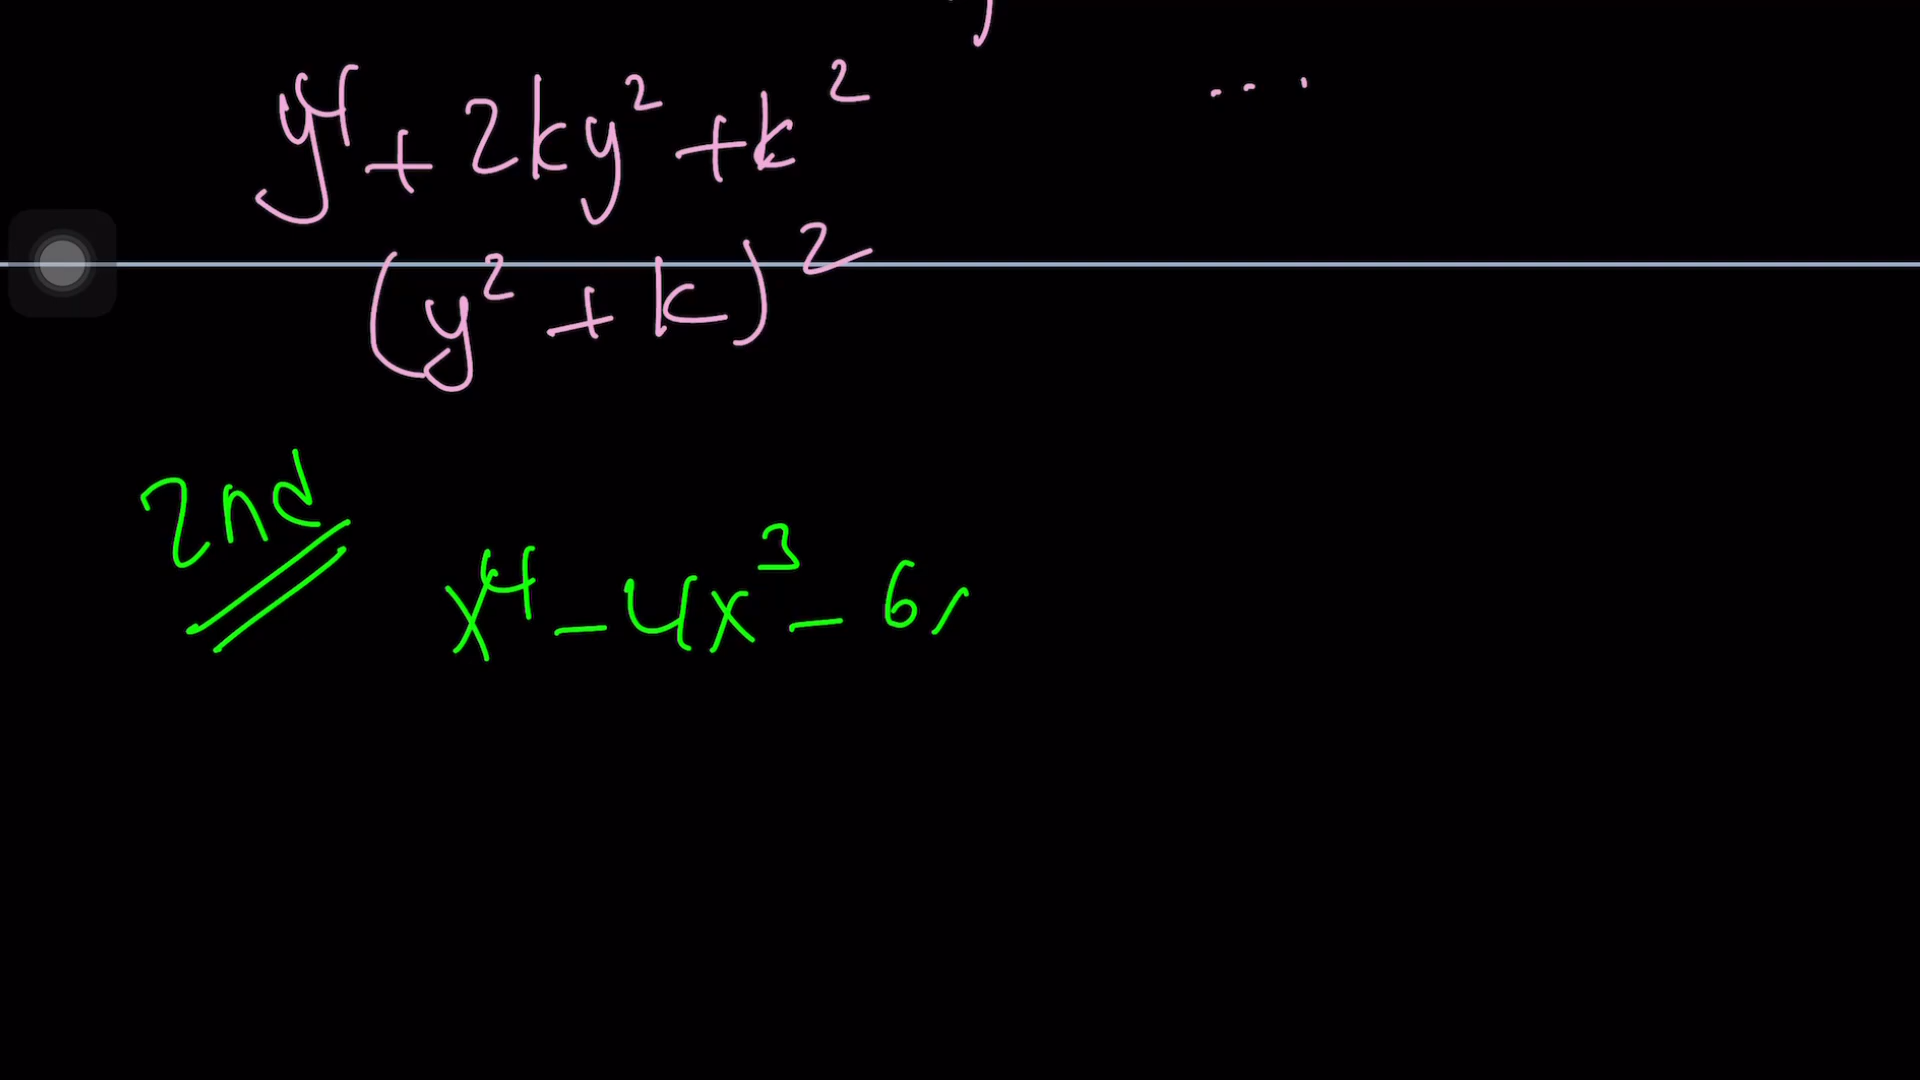 ...
y⁴ + 2ky² + k²
(y² + k)²
2nd
x⁴ - 4x³ - 6